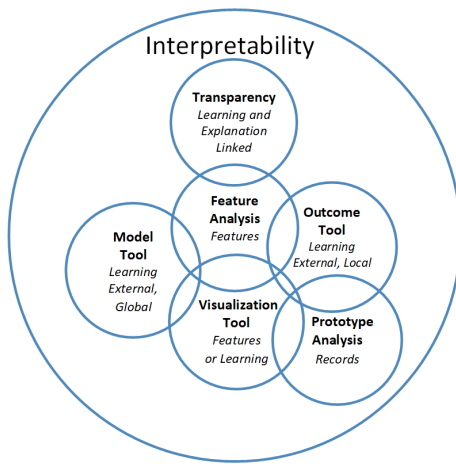 Interpretability
Transparency
Learning and
Explanation
Linked
Feature
Analysis
Features
Outcome
Tool
Learning
External, Local
Model
Tool
Learning
External,
Global
Visualization
Tool
Features
or Learning
Prototype
Analysis
Records